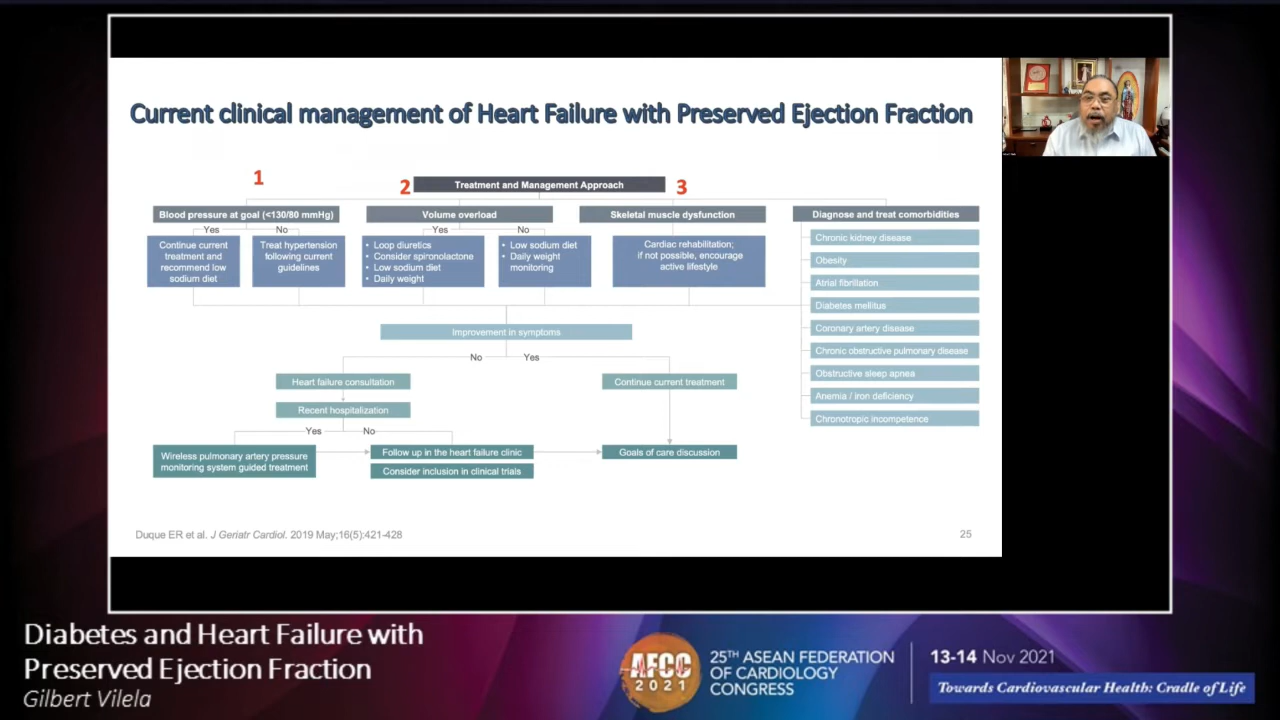 Current clinical management of Heart Failure with Preserved Ejection Fraction
1
2
Treatment and Management Approach
3
Blood pressure at goal (<130/80 mmHg)
Volume overload
Skeletal muscle dysfunction
Diagnose and treat comorbidities
Yes
No
Yes
No
Continue current
treatment and
recommend low
sodium diet
Treat hypertension
following current
guidelines
• Loop diuretics
• Consider spironolactone
• Low sodium diet
• Daily weight
• Low sodium diet
• Daily weight
monitoring
Cardiac rehabilitation;
if not possible, encourage
active lifestyle
Chronic kidney disease
Obesity
Atrial fibrillation
Diabetes mellitus
Coronary artery disease
Chronic obstructive pulmonary disease
Obstructive sleep apnea
Anemia / iron deficiency
Chronotropic incompetence
Improvement in symptoms
No
Yes
Heart failure consultation
Continue current treatment
Recent hospitalization
Yes
No
Wireless pulmonary artery pressure
monitoring system guided treatment
Follow up in the heart failure clinic
Consider inclusion in clinical trials
Goals of care discussion
Duque ER et al. J Geriatr Cardiol. 2019 May;16(5):421-428
25
Diabetes and Heart Failure with
Preserved Ejection Fraction
Gilbert Vilela
AFCC
2021
25TH ASEAN FEDERATION
OF CARDIOLOGY
CONGRESS
13-14 Nov 2021
Towards Cardiovascular Health: Cradle of Life